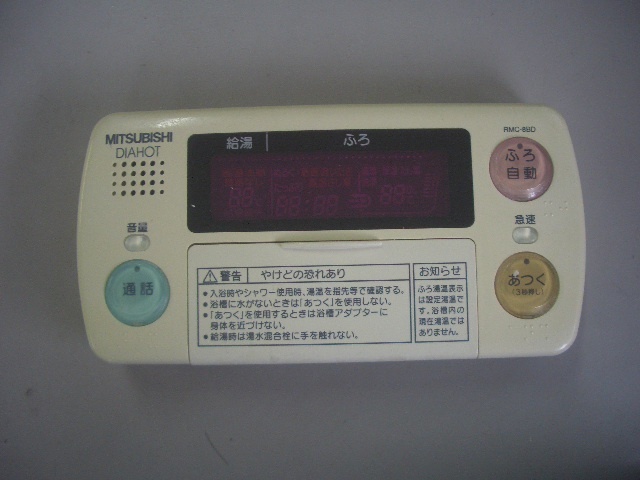 MITSUBISHI
DIAHOT
給湯
ふろ
RMC-8BD
ふろ
自動
音量
通話
急速
あつく
(3秒押し)
警告 やけどの恐れあり
●入浴時やシャワー使用時、湯温を指先等で確認する。
●浴槽に水がないときは「あつく」を使用しない。
●「あつく」を使用するときは浴槽アダプターに
身体を近づけない。
●給湯時は湯水混合栓に手を触れない。
お知らせ
ふろ湯温表示
は設定湯温で
す。浴槽内の
現在湯温では
ありません。